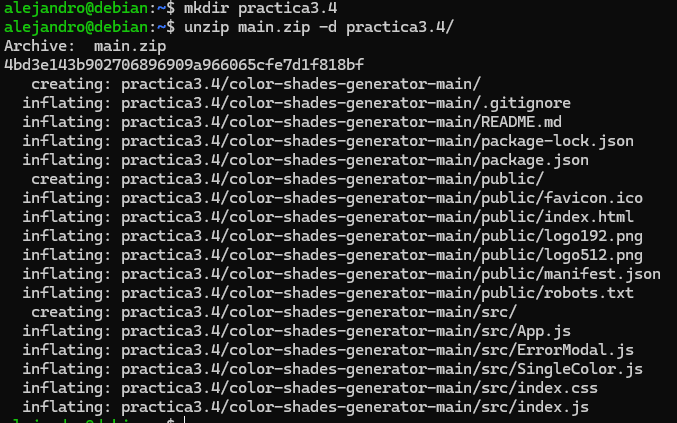 alejandro@debian:~$ mkdir practica3.4
alejandro@debian:~$ unzip main.zip -d practica3.4/
Archive:  main.zip
4bd3e143b902706896909a966065cfe7d1f818bf
   creating: practica3.4/color-shades-generator-main/
  inflating: practica3.4/color-shades-generator-main/.gitignore
  inflating: practica3.4/color-shades-generator-main/README.md
  inflating: practica3.4/color-shades-generator-main/package-lock.json
  inflating: practica3.4/color-shades-generator-main/package.json
   creating: practica3.4/color-shades-generator-main/public/
  inflating: practica3.4/color-shades-generator-main/public/favicon.ico
  inflating: practica3.4/color-shades-generator-main/public/index.html
  inflating: practica3.4/color-shades-generator-main/public/logo192.png
  inflating: practica3.4/color-shades-generator-main/public/logo512.png
  inflating: practica3.4/color-shades-generator-main/public/manifest.json
  inflating: practica3.4/color-shades-generator-main/public/robots.txt
   creating: practica3.4/color-shades-generator-main/src/
  inflating: practica3.4/color-shades-generator-main/src/App.js
  inflating: practica3.4/color-shades-generator-main/src/ErrorModal.js
  inflating: practica3.4/color-shades-generator-main/src/SingleColor.js
  inflating: practica3.4/color-shades-generator-main/src/index.css
  inflating: practica3.4/color-shades-generator-main/src/index.js
alejandro@debian:~$